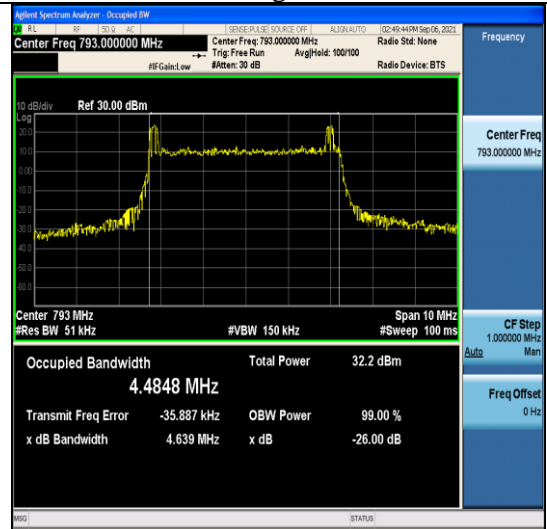 Agilent Spectrum Analyzer - Occupied BW
RL RF 50 Ω AC SENSE:PULSE SOURCE OFF ALIGNAUTO 02:49:44PM Sep 06, 2021
Center Freq 793.000000 MHz
Center Freq: 793.000000 MHz
Radio Std: None
Trig: Free Run Avg|Hold: 100/100
#IFGain:Low #Atten: 30 dB Radio Device: BTS
Frequency
10 dB/div Ref 30.00 dBm
Log
20.0
10.0
0.00
-10.0
-20.0
-30.0
-40.0
-50.0
-60.0
Center Freq
793.000000 MHz
Center 793 MHz Span 10 MHz
#Res BW 51 kHz #VBW 150 kHz #Sweep 100 ms
CF Step
1.000000 MHz
Auto Man
Occupied Bandwidth Total Power 32.2 dBm
4.4848 MHz
Transmit Freq Error -35.887 kHz OBW Power 99.00 %
x dB Bandwidth 4.639 MHz x dB -26.00 dB
Freq Offset
0 Hz
MSG STATUS